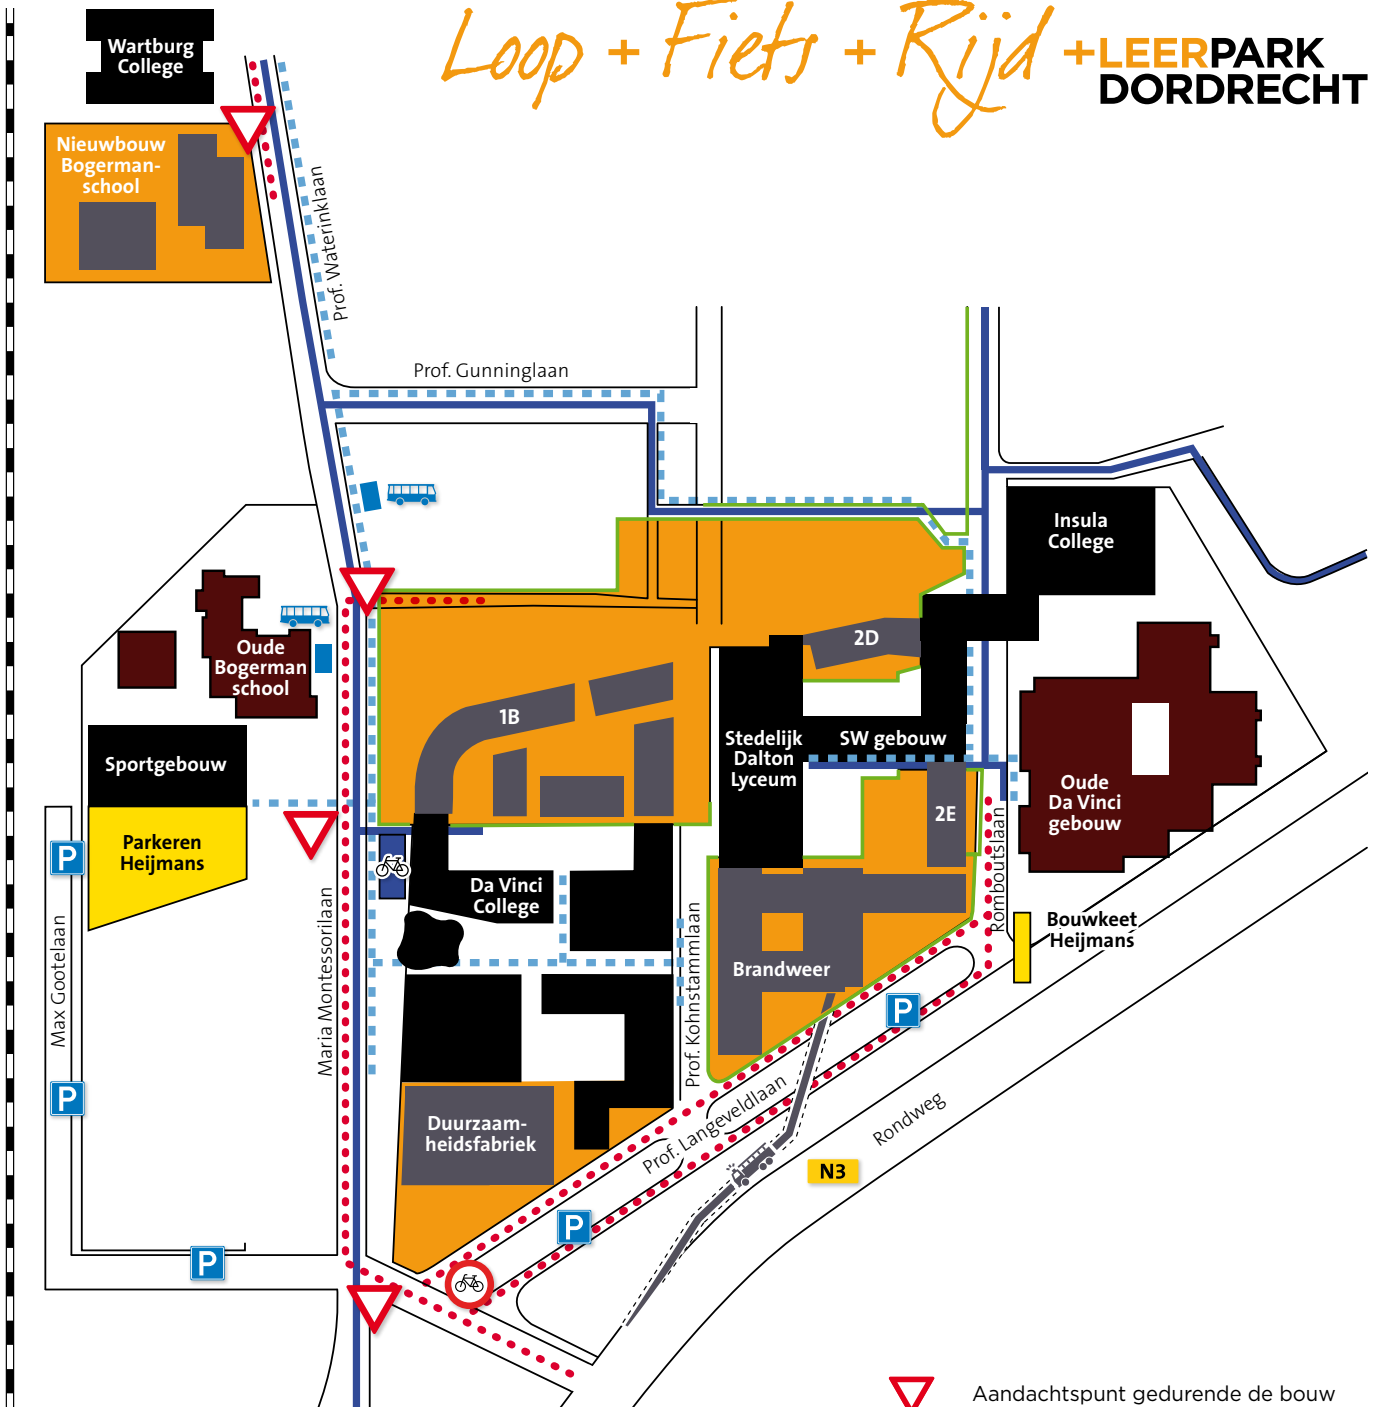 Loop + Fiets + Rijd +LEERPARK
DORDRECHT
Wartburg
College
Nieuwbouw
Bogerman-
school
Prof. Waterinklaan
Prof. Gunninglaan
Insula
College
Oude
Bogerman
school
2D
1B
Sportgebouw
Stedelijk
Dalton
Lyceum
SW gebouw
Oude
Da Vinci
gebouw
2E
Parkeren
Heijmans
P
Da Vinci
College
Romboutslaan
Bouwkeet
Heijmans
Max Gootelaan
Maria Montessorilaan
Prof. Kohnstammlaan
Brandweer
P
P
Duurzaam-
heidsfabriek
Prof. Langeveldlaan
Rondweg
N3
P
P
Aandachtspunt gedurende de bouw